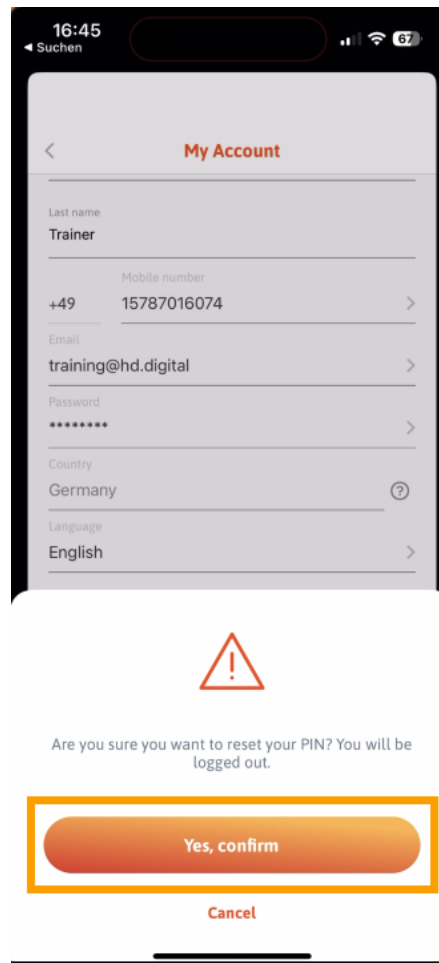 16:45
◀ Suchen
67
My Account
Last name
Trainer
Mobile number
+49 15787016074
Email
training@hd.digital
Password
********
Country
Germany
Language
English
Are you sure you want to reset your PIN? You will be
logged out.
Yes, confirm
Cancel